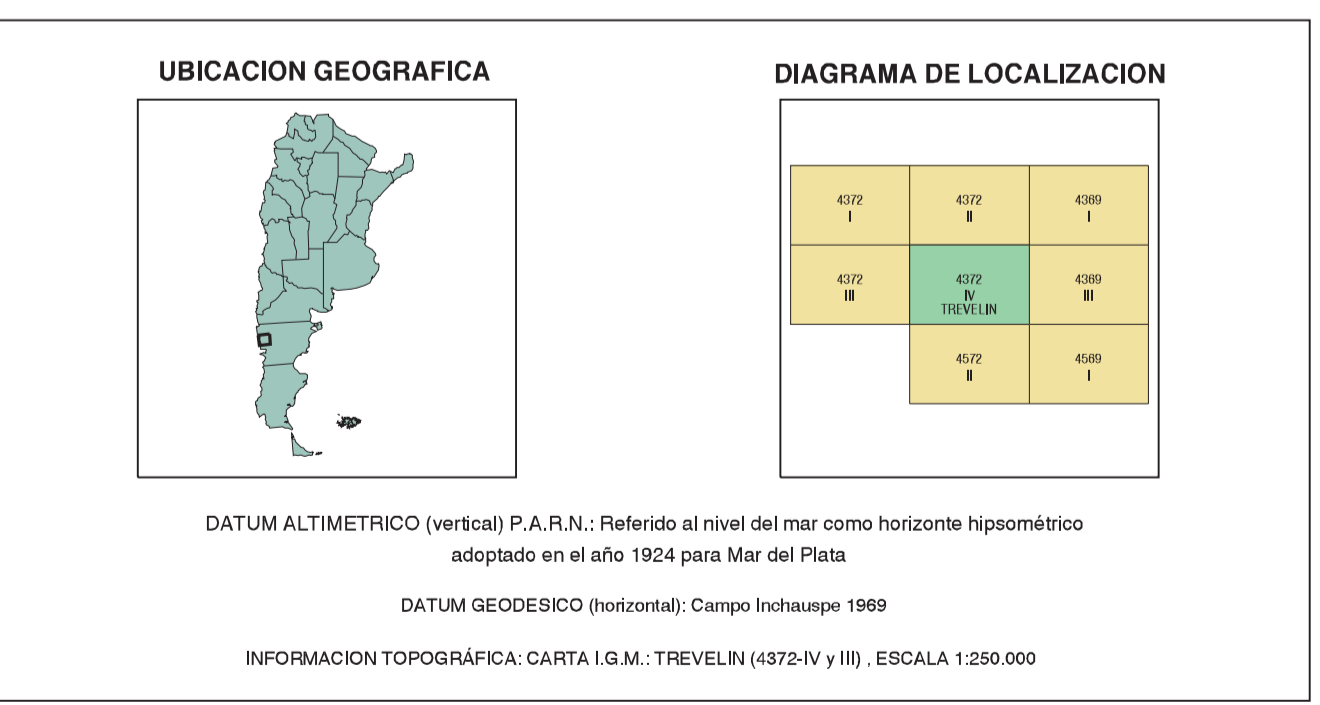 UBICACION GEOGRAFICA
DIAGRAMA DE LOCALIZACION
4372
I
4372
II
4369
I
4372
III
4372
IV
TREVELIN
4369
III
4572
II
4569
I
DATUM ALTIMETRICO (vertical) P.A.R.N.: Referido al nivel del mar como horizonte hipsométrico
adoptado en el año 1924 para Mar del Plata
DATUM GEODESICO (horizontal): Campo Inchauspe 1969
INFORMACION TOPOGRÁFICA: CARTA I.G.M.: TREVELIN (4372-IV y III) , ESCALA 1:250.000